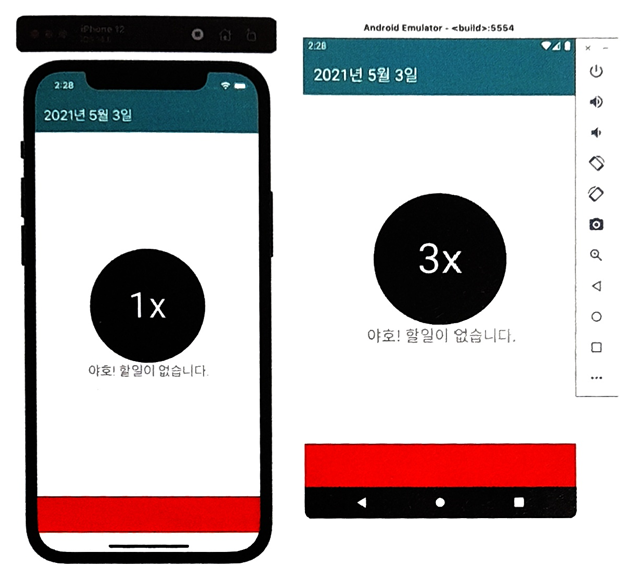 iPhone 12
2:28
2021년 5월 3일
1x
야호! 할일이 없습니다.
Android Emulator - <build>:5554
2:28
2021년 5월 3일
3x
야호! 할일이 없습니다.